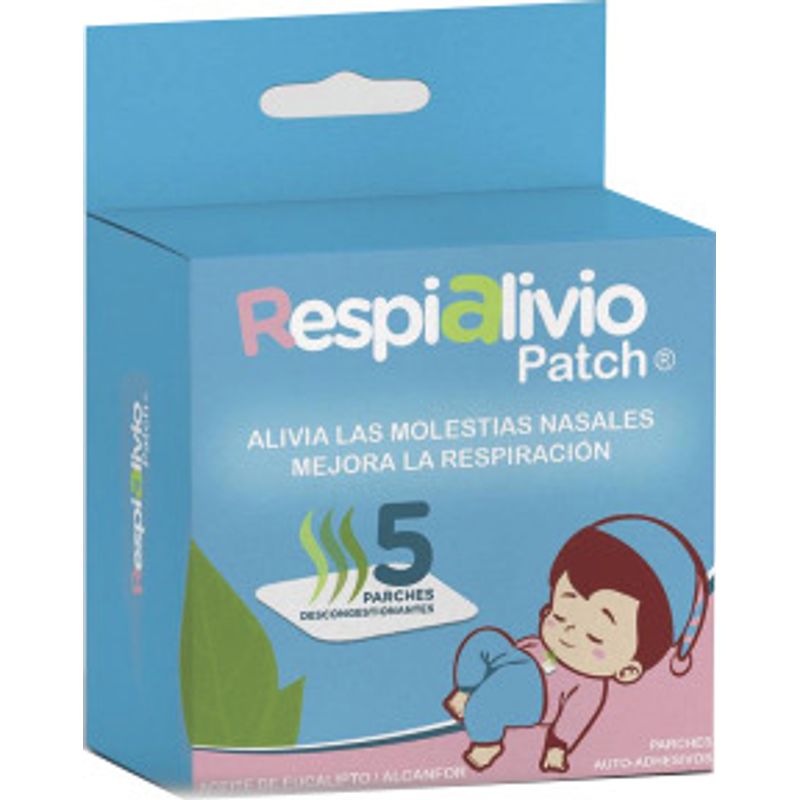 RespiAlivio
Patch®
ALIVIA LAS MOLESTIAS NASALES
MEJORA LA RESPIRACIÓN
5
PARCHES
DESCONGESTIONANTES
PARCHES
AUTO-ADHESIVOS
ACEITE DE EUCALIPTO / ALCANFOR
RespiAlivio
Patch®